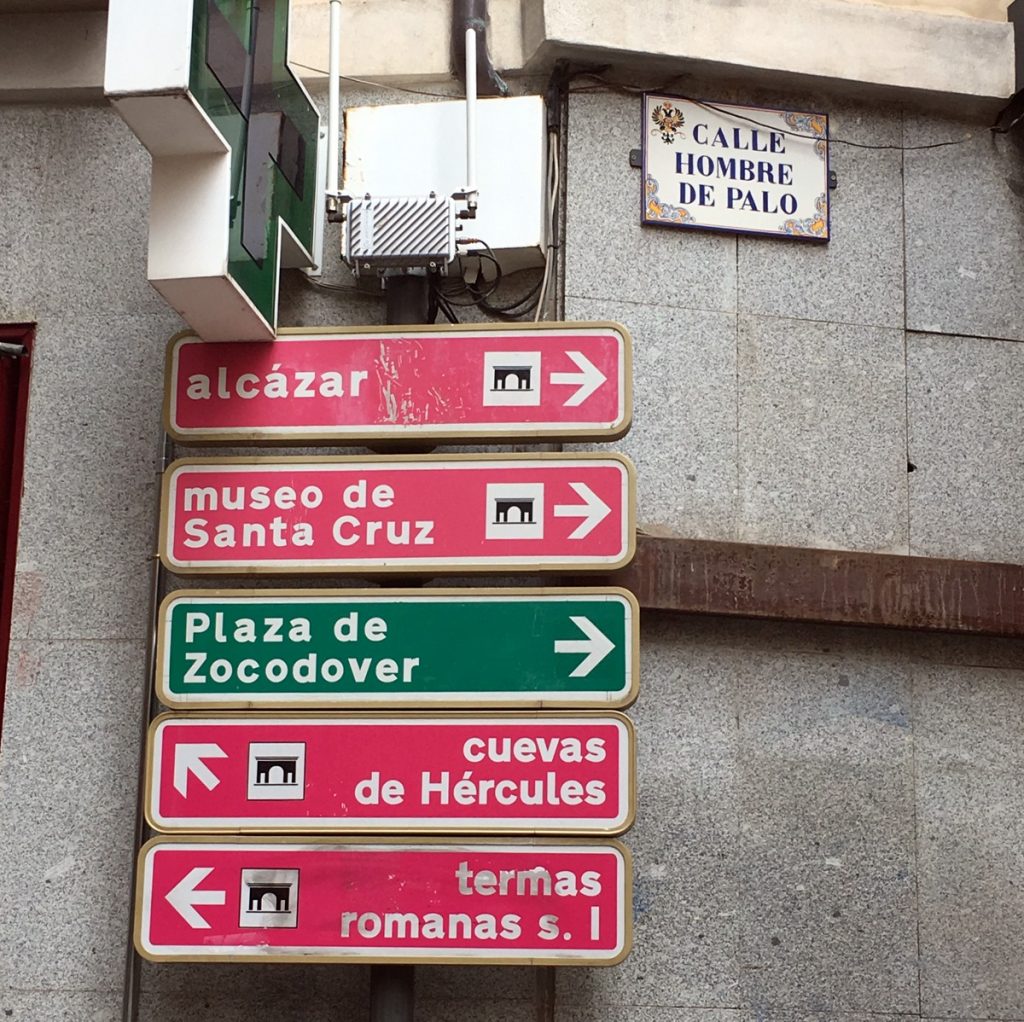 CALLE
HOMBRE
DE PALO
alcázar
museo de
Santa Cruz
Plaza de
Zocodover
cuevas
de Hércules
termas
romanas s. I